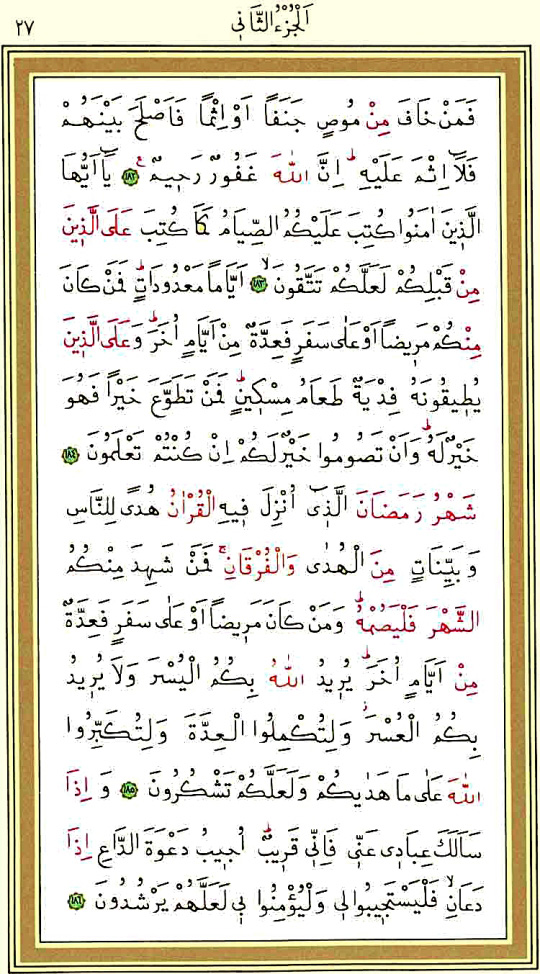 اَلْجُزْءُ الثَّانٖي ٢٧
فَمَنْ خَافَ مِنْ مُوصٍ جَنَفًا اَوْ اِثْمًا فَاَصْلَحَ بَيْنَهُمْ
فَلَٓا اِثْمَ عَلَيْهِۜ اِنَّ اللّٰهَ غَفُورٌ رَحٖيمٌۚ ﴿١٨٢﴾ يَٓا اَيُّهَا
الَّذٖينَ اٰمَنُوا كُتِبَ عَلَيْكُمُ الصِّيَامُ كَمَا كُتِبَ عَلَى الَّذٖينَ
مِنْ قَبْلِكُمْ لَعَلَّكُمْ تَتَّقُونَۙ ﴿١٨٣﴾ اَيَّامًا مَعْدُودَاتٍۜ فَمَنْ كَانَ
مِنْكُمْ مَرٖيضًا اَوْ عَلٰى سَفَرٍ فَعِدَّةٌ مِنْ اَيَّامٍ اُخَرَۜ وَعَلَى الَّذٖينَ
يُطٖيقُونَهُ فِدْيَةٌ طَعَامُ مِسْكٖينٍۜ فَمَنْ تَطَوَّعَ خَيْرًا فَهُوَ
خَيْرٌ لَهُۜ وَاَنْ تَصُومُوا خَيْرٌ لَكُمْ اِنْ كُنْتُمْ تَعْلَمُونَ ﴿١٨٤﴾
شَهْرُ رَمَضَانَ الَّذٖٓي اُنْزِلَ فٖيهِ الْقُرْاٰنُ هُدًى لِلنَّاسِ
وَبَيِّنَاتٍ مِنَ الْهُدٰى وَالْفُرْقَانِۚ فَمَنْ شَهِدَ مِنْكُمُ
الشَّهْرَ فَلْيَصُمْهُۜ وَمَنْ كَانَ مَرٖيضًا اَوْ عَلٰى سَفَرٍ فَعِدَّةٌ
مِنْ اَيَّامٍ اُخَرَۜ يُرٖيدُ اللّٰهُ بِكُمُ الْيُسْرَ وَلَا يُرٖيدُ
بِكُمُ الْعُسْرَۘ وَلِتُكْمِلُوا الْعِدَّةَ وَلِتُكَبِّرُوا
اللّٰهَ عَلٰى مَا هَدٰيكُمْ وَلَعَلَّكُمْ تَشْكُرُونَ ﴿١٨٥﴾ وَاِذَا
سَاَلَكَ عِبَادٖي عَنّٖي فَاِنّٖي قَرٖيبٌۜ اُجٖيبُ دَعْوَةَ الدَّاعِ اِذَا
دَعَانِۙ فَلْيَسْتَجٖيبُوا لٖي وَلْيُؤْمِنُوا بٖي لَعَلَّهُمْ يَرْشُدُونَ ﴿١٨٦﴾